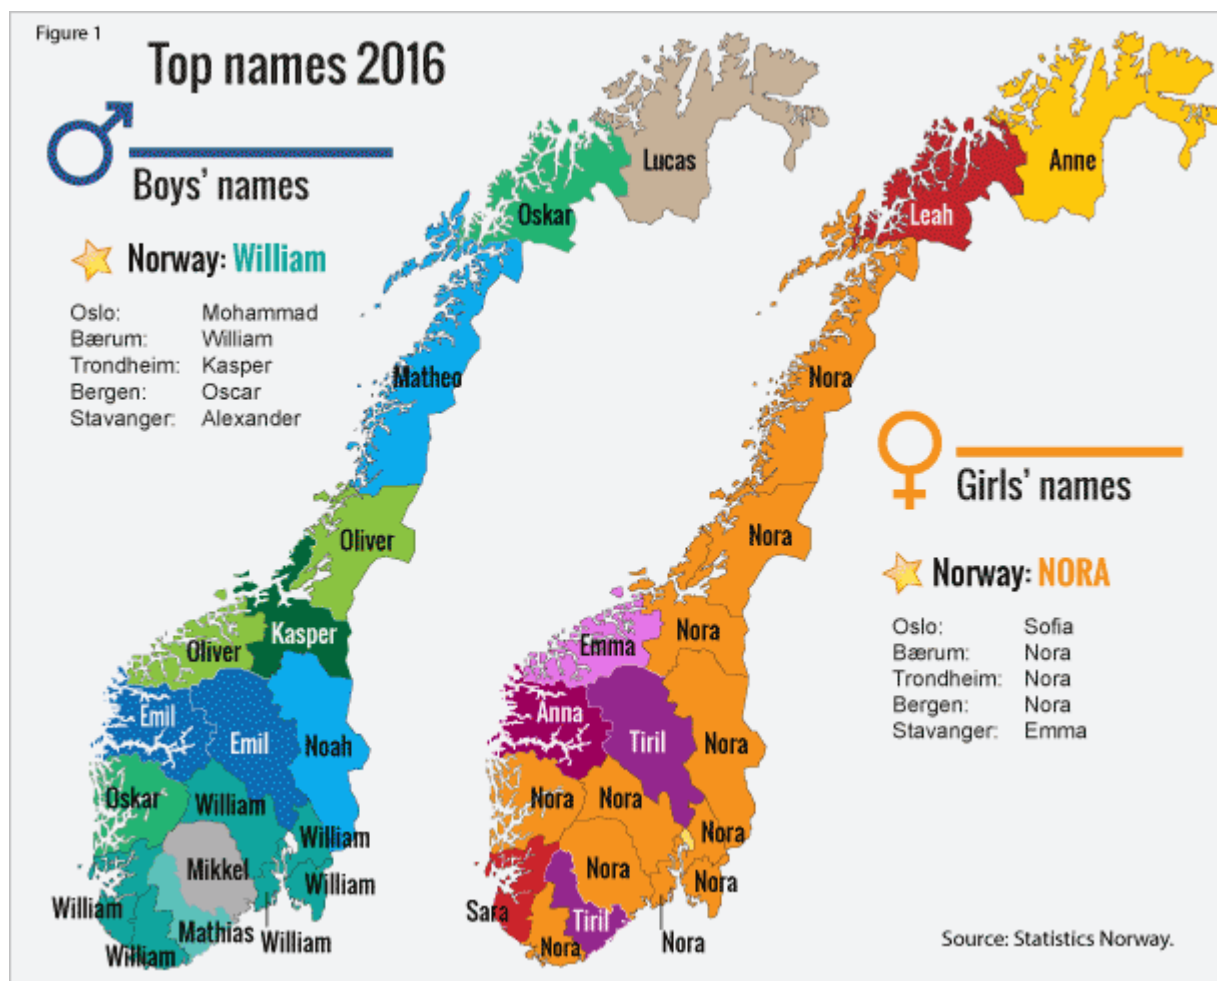 Figure 1
Top names 2016
Boys' names
Norway: William
Oslo: Mohammad
Bærum: William
Trondheim: Kasper
Bergen: Oscar
Stavanger: Alexander
Lucas
Oskar
Matheo
Oliver
Kasper
Oliver
Emil
Emil
Noah
Oskar
William
William
Mikkel
William
William
Mathias
William
William
Anne
Leah
Nora
Nora
Nora
Emma
Anna
Tiril
Nora
Nora
Nora
Nora
Nora
Nora
Sara
Tiril
Nora
Nora
Girls' names
Norway: NORA
Oslo: Sofia
Bærum: Nora
Trondheim: Nora
Bergen: Nora
Stavanger: Emma
Source: Statistics Norway.